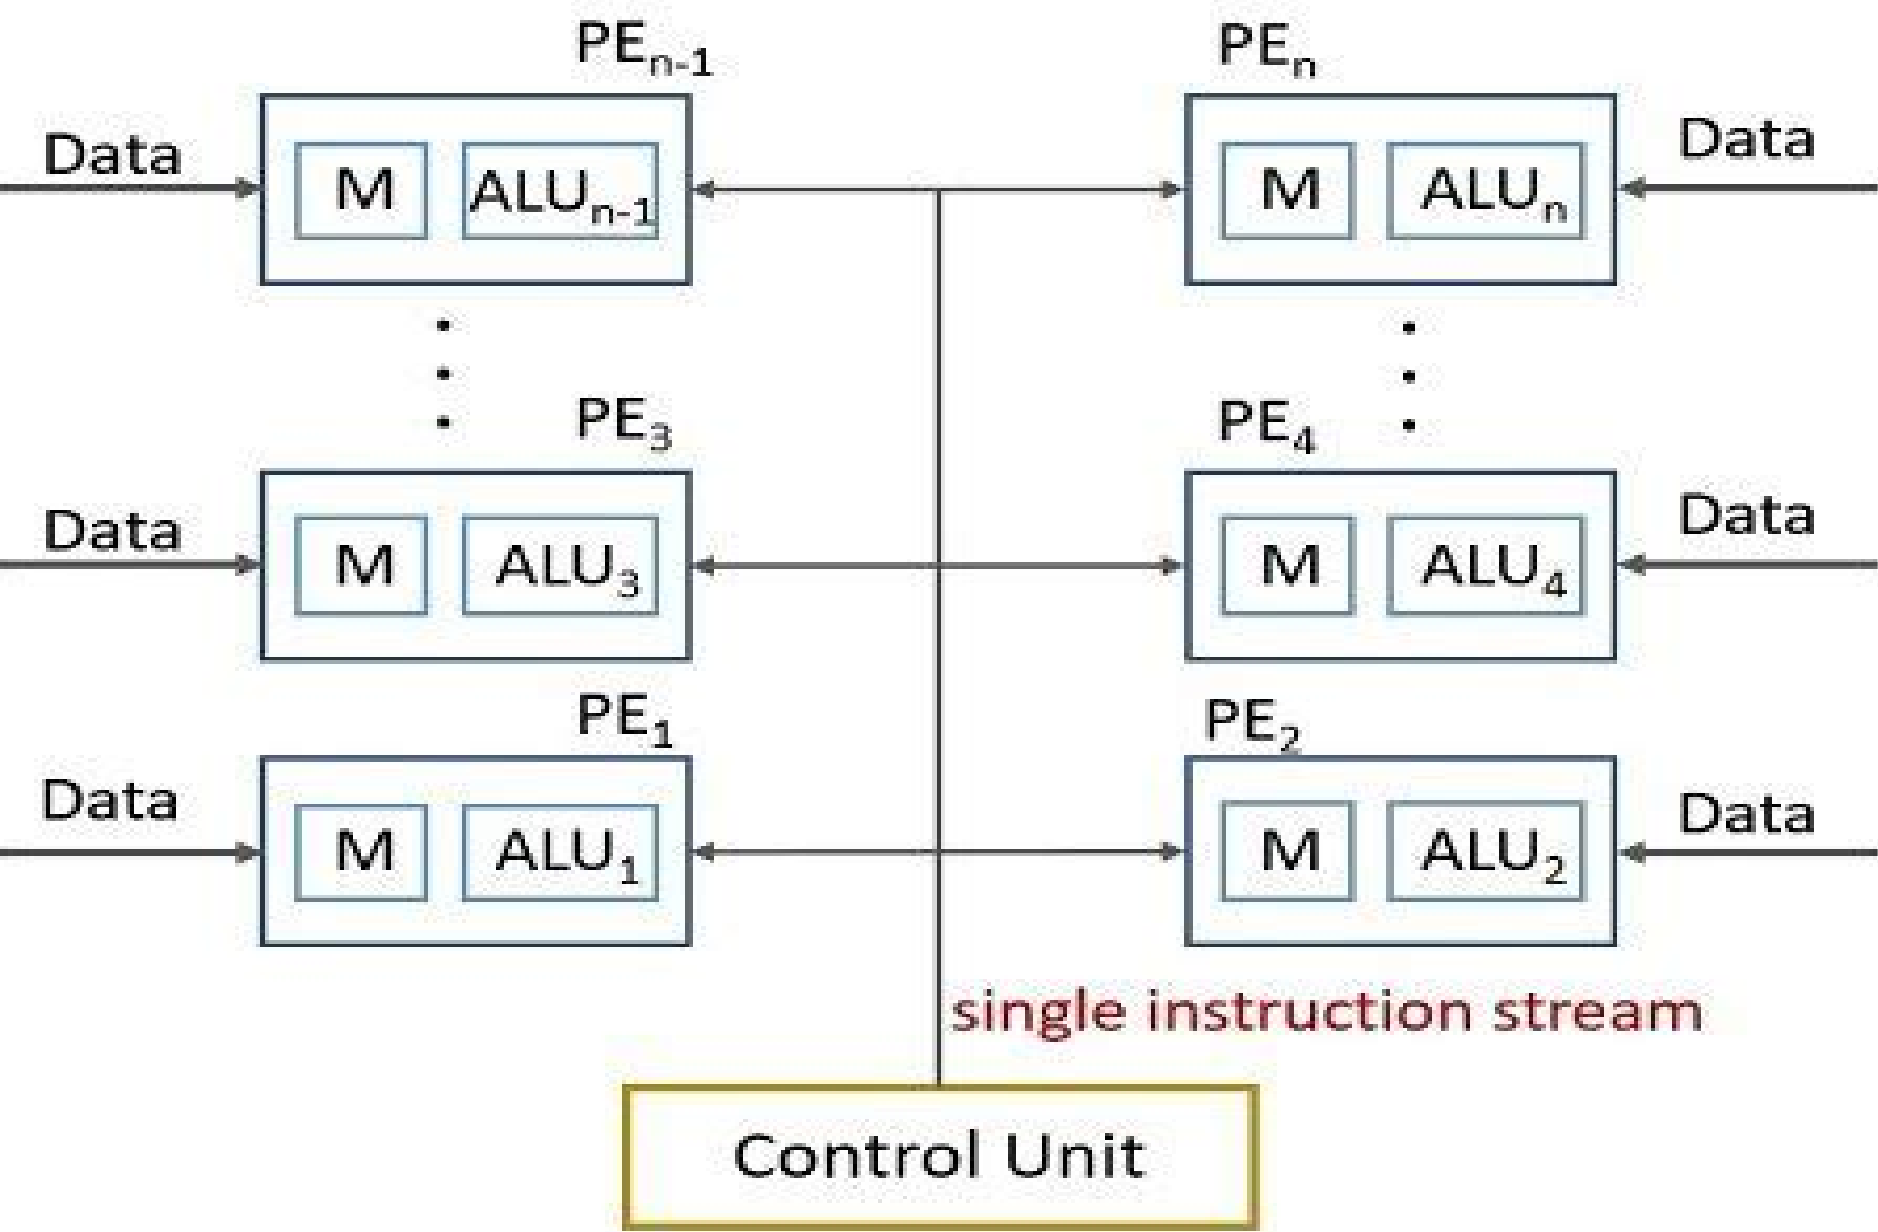 PEn-1
PEn
Data
M
ALUn-1
M
ALUn
Data
PE3
PE4
Data
M
ALU3
M
ALU4
Data
PE1
PE2
Data
M
ALU1
M
ALU2
Data
single instruction stream
Control Unit